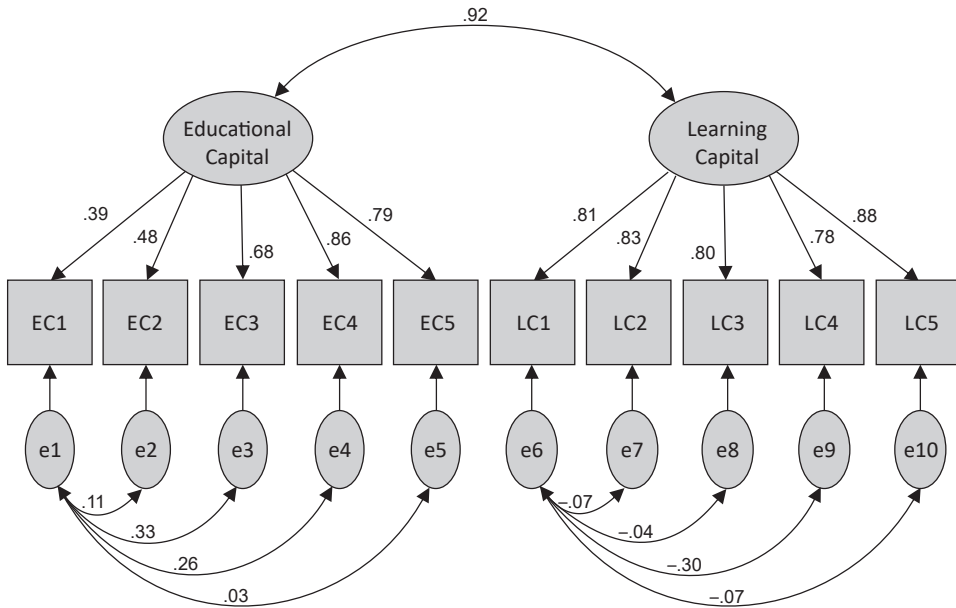 .92
Educational
Capital
Learning
Capital
.39
.48
.68
.86
.79
.81
.83
.80
.78
.88
EC1
EC2
EC3
EC4
EC5
LC1
LC2
LC3
LC4
LC5
e1
e2
e3
e4
e5
e6
e7
e8
e9
e10
.11
.33
.26
.03
–.07
–.04
–.30
–.07